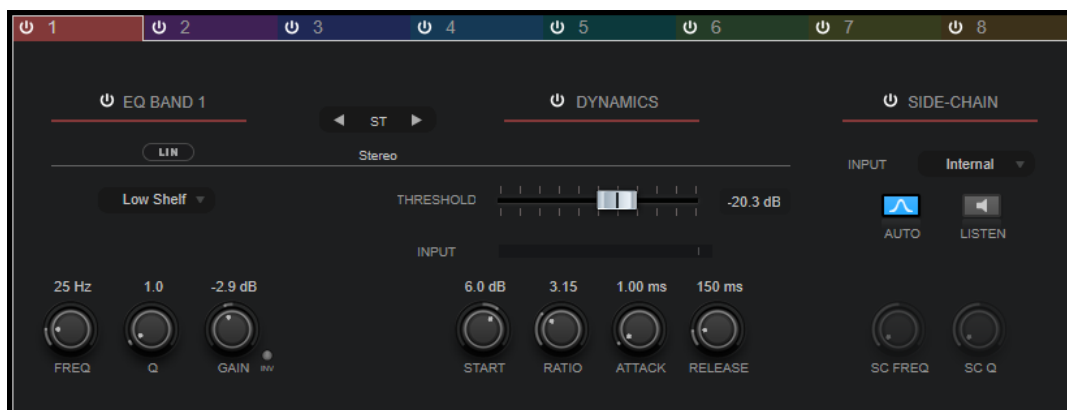 1 2 3 4 5 6 7 8
EQ BAND 1 DYNAMICS SIDE-CHAIN
ST
LIN Stereo
INPUT Internal
Low Shelf THRESHOLD -20.3 dB
AUTO LISTEN
INPUT
25 Hz 1.0 -2.9 dB 6.0 dB 3.15 1.00 ms 150 ms
FREQ Q GAIN INV START RATIO ATTACK RELEASE SC FREQ SC Q